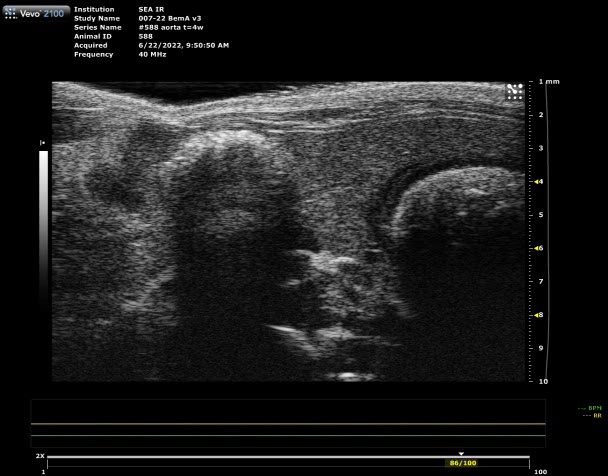 Vevo 2100
Institution SEA IR
Study Name 007-22 BemA v3
Series Name #588 aorta t=4w
Animal ID 588
Acquired 6/22/2022, 9:50:50 AM
Frequency 40 MHz
1 mm
2
3
4
5
6
7
8
9
10
--- BPM
--- RR
2X
86/100
1 100